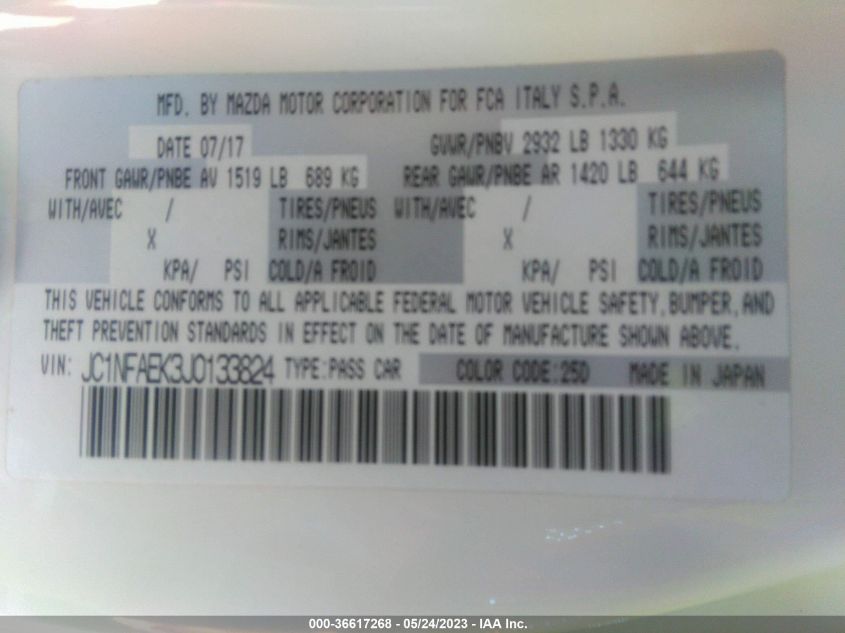 MFD. BY MAZDA MOTOR CORPORATION FOR FCA ITALY S.P.A.
DATE 07/17 GVWR/PNBV 2932 LB 1330 KG
FRONT GAWR/PNBE AV 1519 LB 689 KG REAR GAWR/PNBE AR 1420 LB 644 KG
WITH/AVEC / TIRES/PNEUS WITH/AVEC / TIRES/PNEUS
X RIMS/JANTES X RIMS/JANTES
KPA/ PSI COLD/A FROID KPA/ PSI COLD/A FROID
THIS VEHICLE CONFORMS TO ALL APPLICABLE FEDERAL MOTOR VEHICLE SAFETY, BUMPER, AND
THEFT PREVENTION STANDARDS IN EFFECT ON THE DATE OF MANUFACTURE SHOWN ABOVE.
VIN: JC1NFAEK3J0133824 TYPE:PASS CAR COLOR CODE:25D MADE IN JAPAN
000-36617268 - 05/24/2023 - IAA Inc.